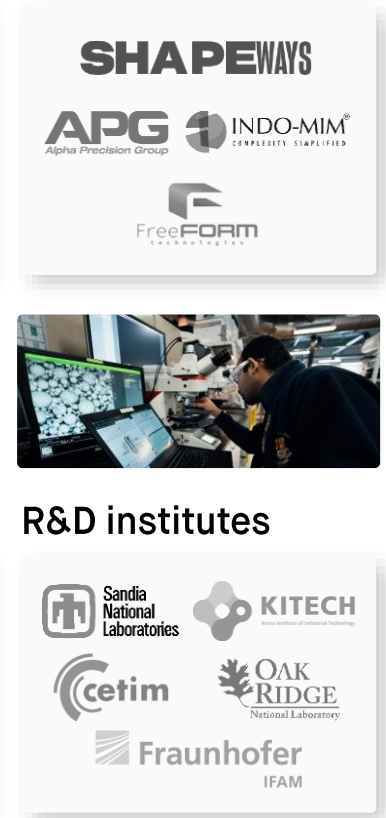 SHAPEWAYS
APG
Alpha Precision Group
INDO-MIM®
COMPLEXITY SIMPLIFIED
FreeFORM
technologies
R&D institutes
Sandia
National
Laboratories
KITECH
Korea Institute of Industrial Technology
cetim
OAK
RIDGE
National Laboratory
Fraunhofer
IFAM